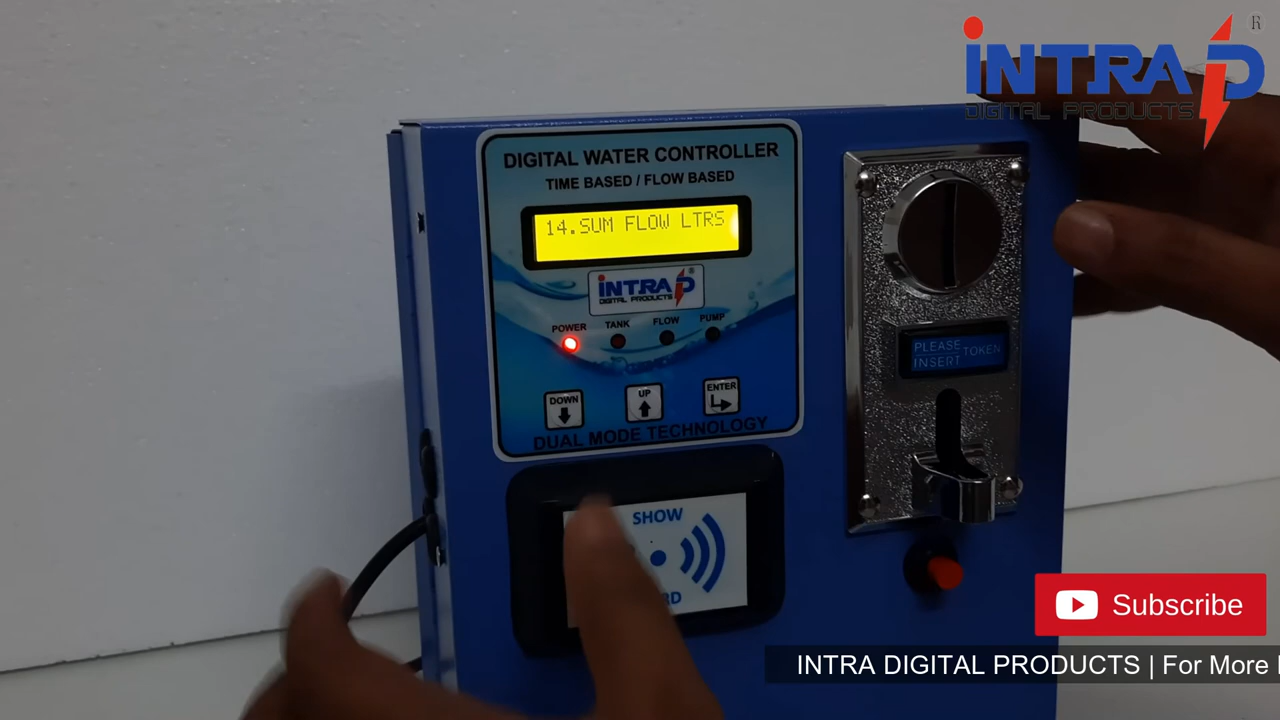 R
INTRA D
DIGITAL PRODUCTS
DIGITAL WATER CONTROLLER
TIME BASED / FLOW BASED
14.SUM FLOW LTRS
INTRA D
DIGITAL PRODUCTS
POWER TANK FLOW PUMP
DOWN UP ENTER
DUAL MODE TECHNOLOGY
PLEASE
INSERT TOKEN
SHOW
Subscribe
INTRA DIGITAL PRODUCTS | For More